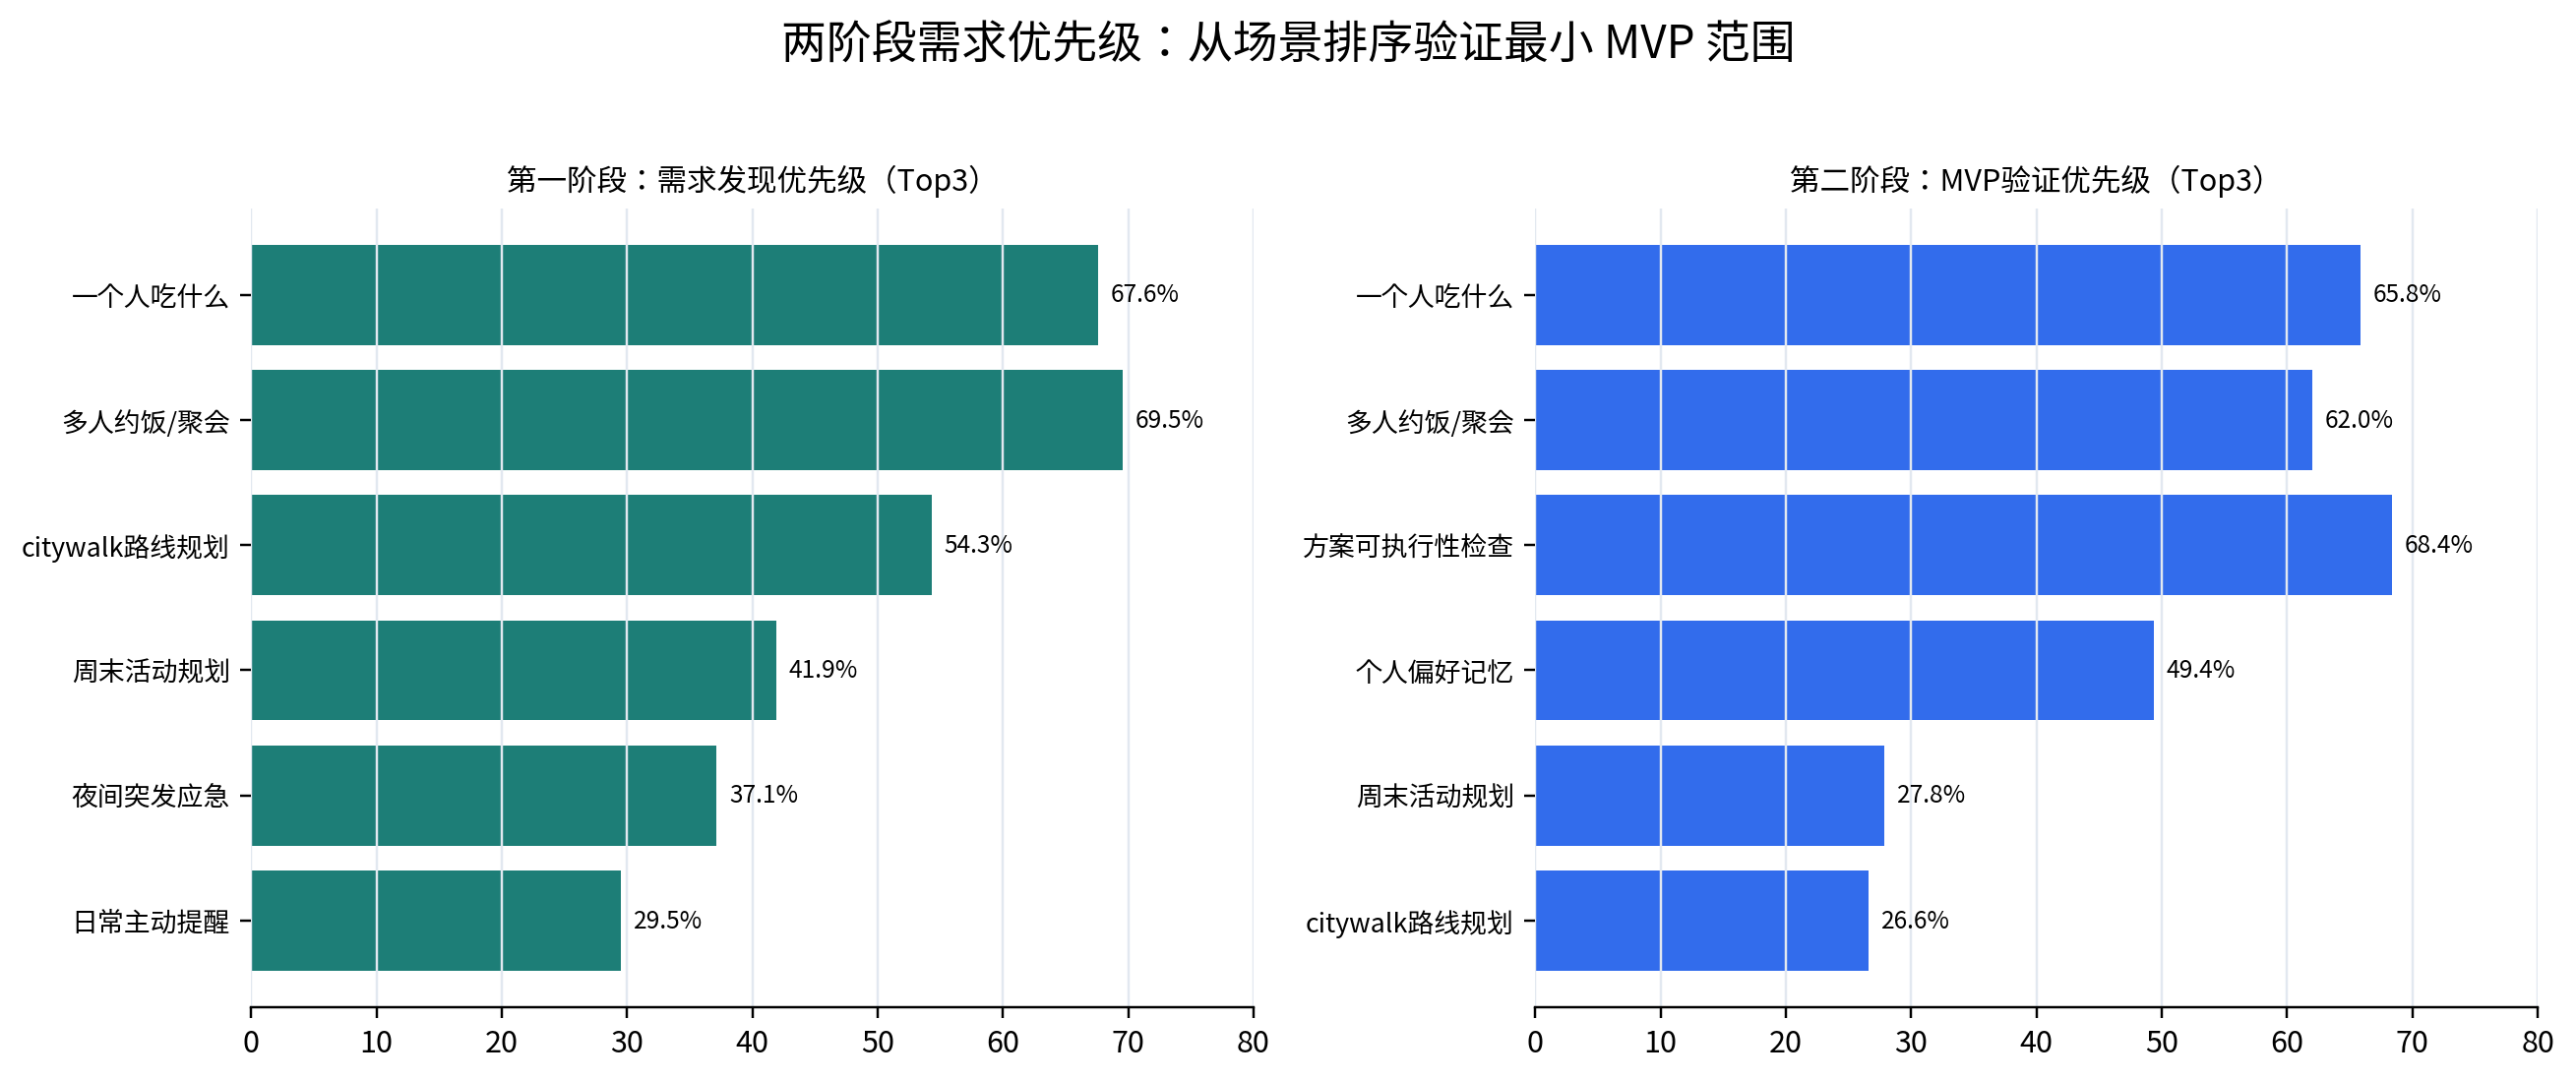 两阶段需求优先级：从场景排序验证最小 MVP 范围
第一阶段：需求发现优先级（Top3）
一个人吃什么 67.6%
多人约饭/聚会 69.5%
citywalk路线规划 54.3%
周末活动规划 41.9%
夜间突发应急 37.1%
日常主动提醒 29.5%
0 10 20 30 40 50 60 70 80
第二阶段：MVP验证优先级（Top3）
一个人吃什么 65.8%
多人约饭/聚会 62.0%
方案可执行性检查 68.4%
个人偏好记忆 49.4%
周末活动规划 27.8%
citywalk路线规划 26.6%
0 10 20 30 40 50 60 70 80